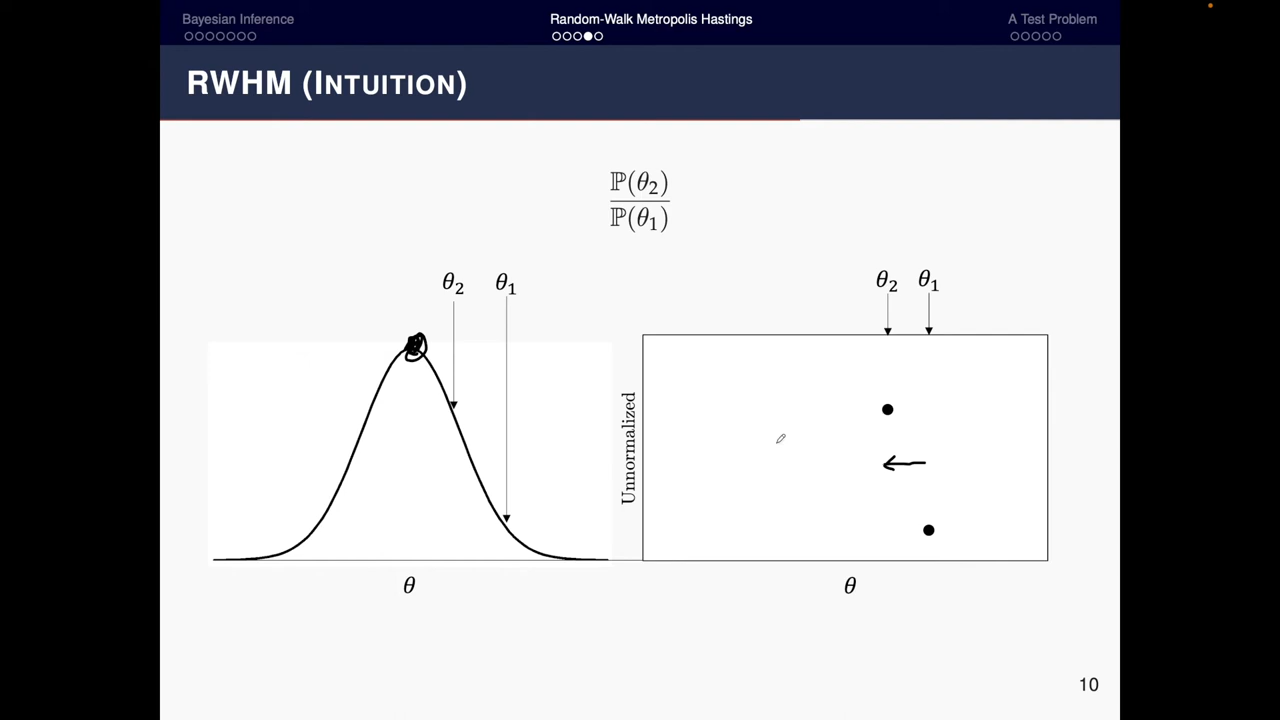 Bayesian Inference
Random-Walk Metropolis Hastings
A Test Problem
RWHM (INTUITION)
ℙ(θ₂)
ℙ(θ₁)
θ₂ θ₁
θ₂ θ₁
Unnormalized
θ
θ
10